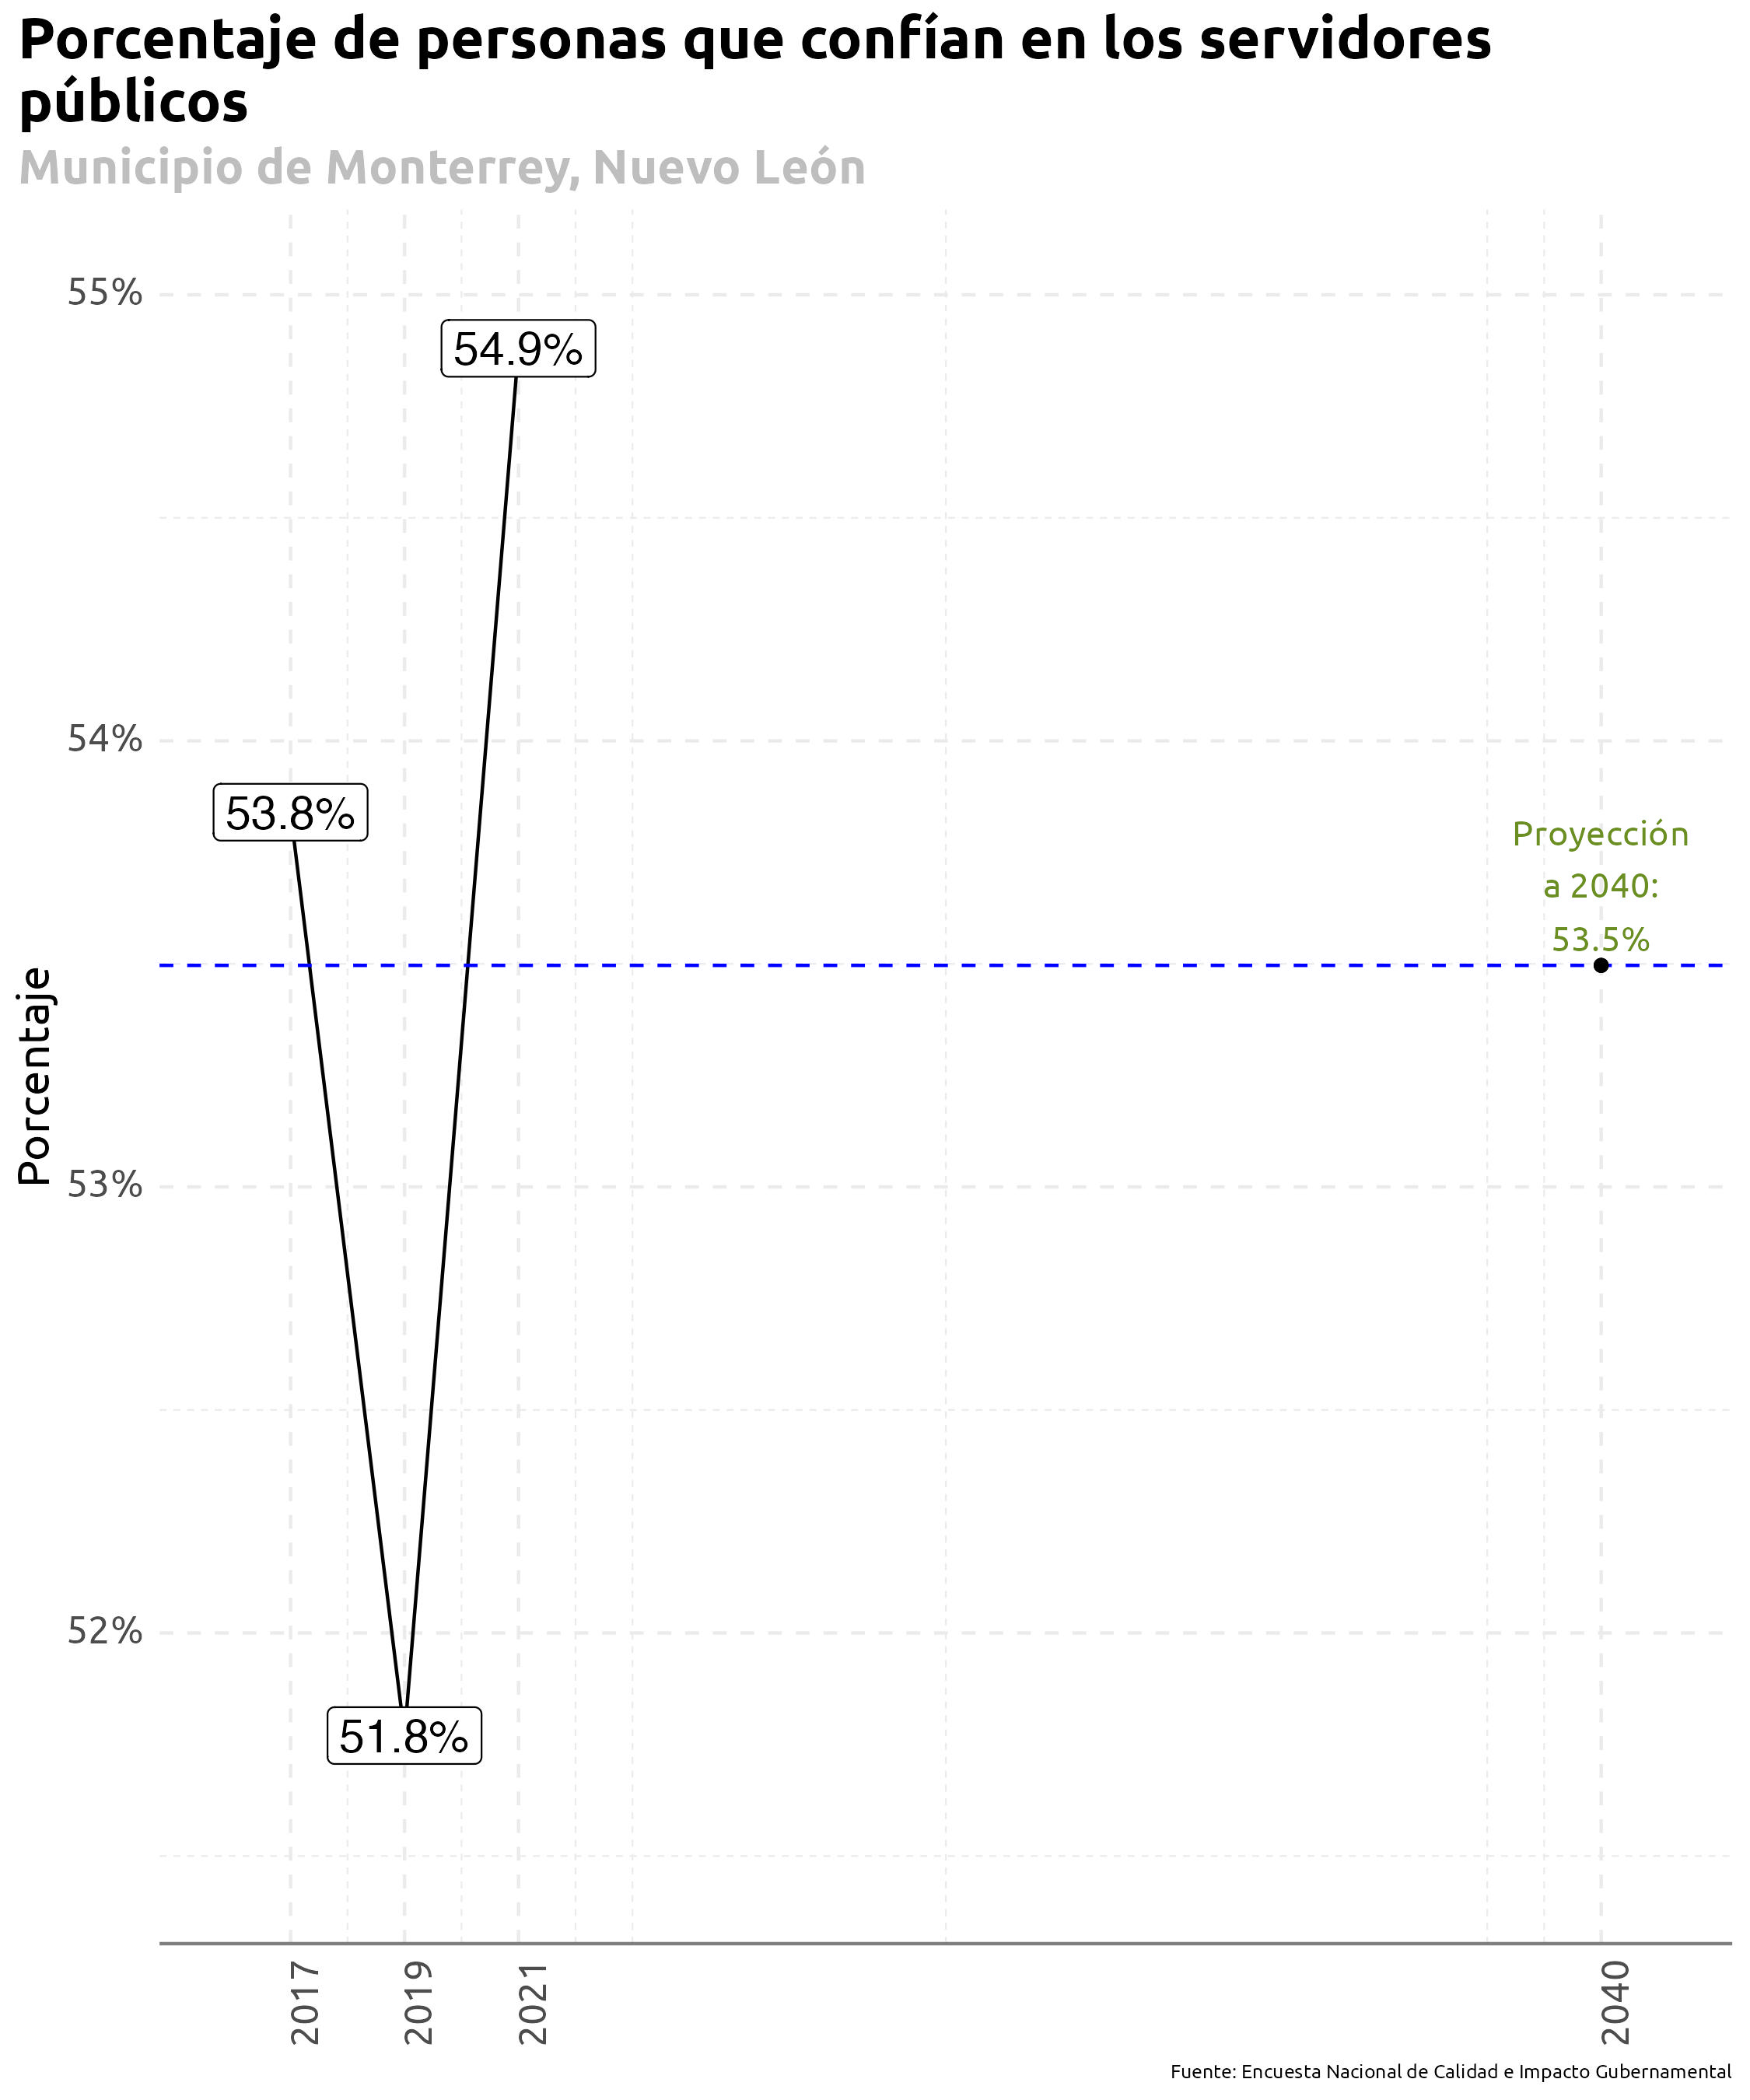 Porcentaje de personas que confían en los servidores
públicos
Municipio de Monterrey, Nuevo León
55%
54.9%
54%
53.8%
Proyección
a 2040:
53.5%
Porcentaje
53%
52%
51.8%
2017
2019
2021
2040
Fuente: Encuesta Nacional de Calidad e Impacto Gubernamental